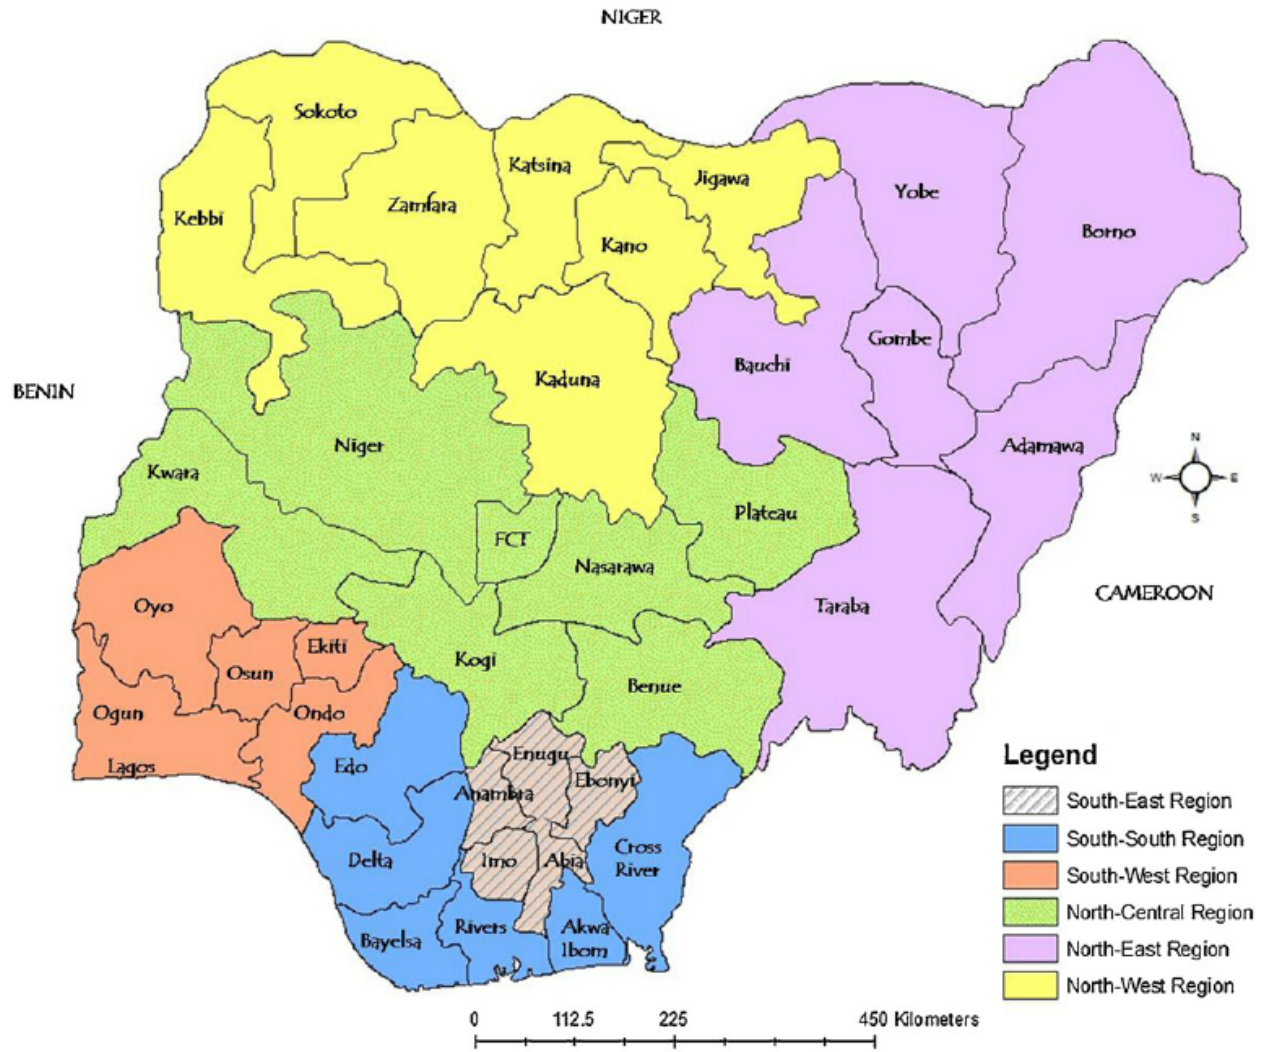 NIGER
Sokoto
Katsina
Jigawa
Kebbi
Zamfara
Yobe
Kano
Borno
Gombe
Bauchi
Kaduna
BENIN
Niger
Adamawa
N
W
E
S
Kwara
Plateau
FCT
Nasarawa
CAMEROON
Oyo
Taraba
Ekiti
Osun
Kogi
Benue
Ogun
Ondo
Lagos
Edo
Enugu
Ebonyi
Anambra
Delta
Imo
Abia
Cross
River
Bayelsa
Rivers
Akwa
Ibom
Legend
South-East Region
South-South Region
South-West Region
North-Central Region
North-East Region
North-West Region
0 112.5 225 450 Kilometers